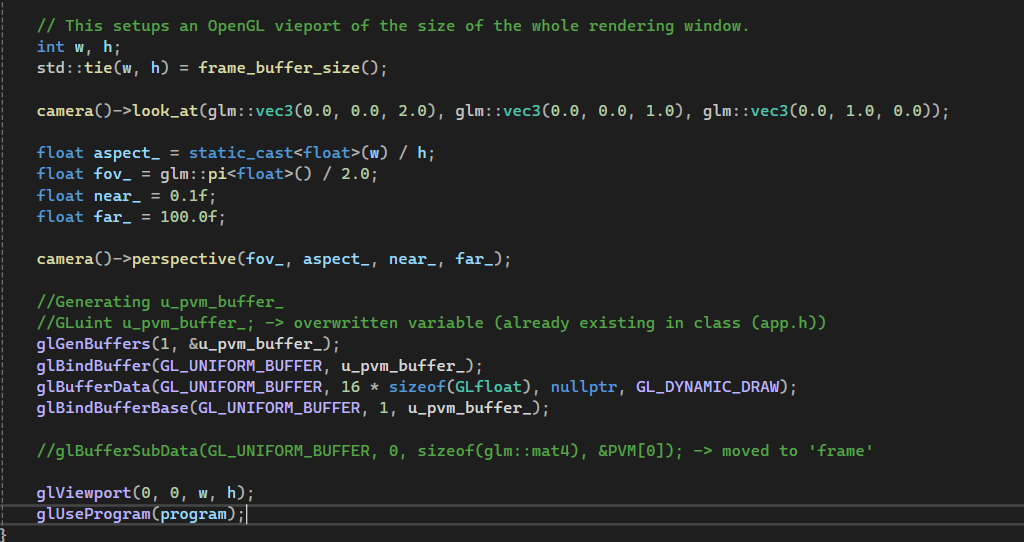 // This setups an OpenGL vieport of the size of the whole rendering window.
int w, h;
std::tie(w, h) = frame_buffer_size();
camera()->look_at(glm::vec3(0.0, 0.0, 2.0), glm::vec3(0.0, 0.0, 1.0), glm::vec3(0.0, 1.0, 0.0));
float aspect_ = static_cast<float>(w) / h;
float fov_ = glm::pi<float>() / 2.0;
float near_ = 0.1f;
float far_ = 100.0f;
camera()->perspective(fov_, aspect_, near_, far_);
//Generating u_pvm_buffer_
//GLuint u_pvm_buffer_; -> overwritten variable (already existing in class (app.h))
glGenBuffers(1, &u_pvm_buffer_);
glBindBuffer(GL_UNIFORM_BUFFER, u_pvm_buffer_);
glBufferData(GL_UNIFORM_BUFFER, 16 * sizeof(GLfloat), nullptr, GL_DYNAMIC_DRAW);
glBindBufferBase(GL_UNIFORM_BUFFER, 1, u_pvm_buffer_);
//glBufferSubData(GL_UNIFORM_BUFFER, 0, sizeof(glm::mat4), &PVM[0]); -> moved to 'frame'
glViewport(0, 0, w, h);
glUseProgram(program);
}